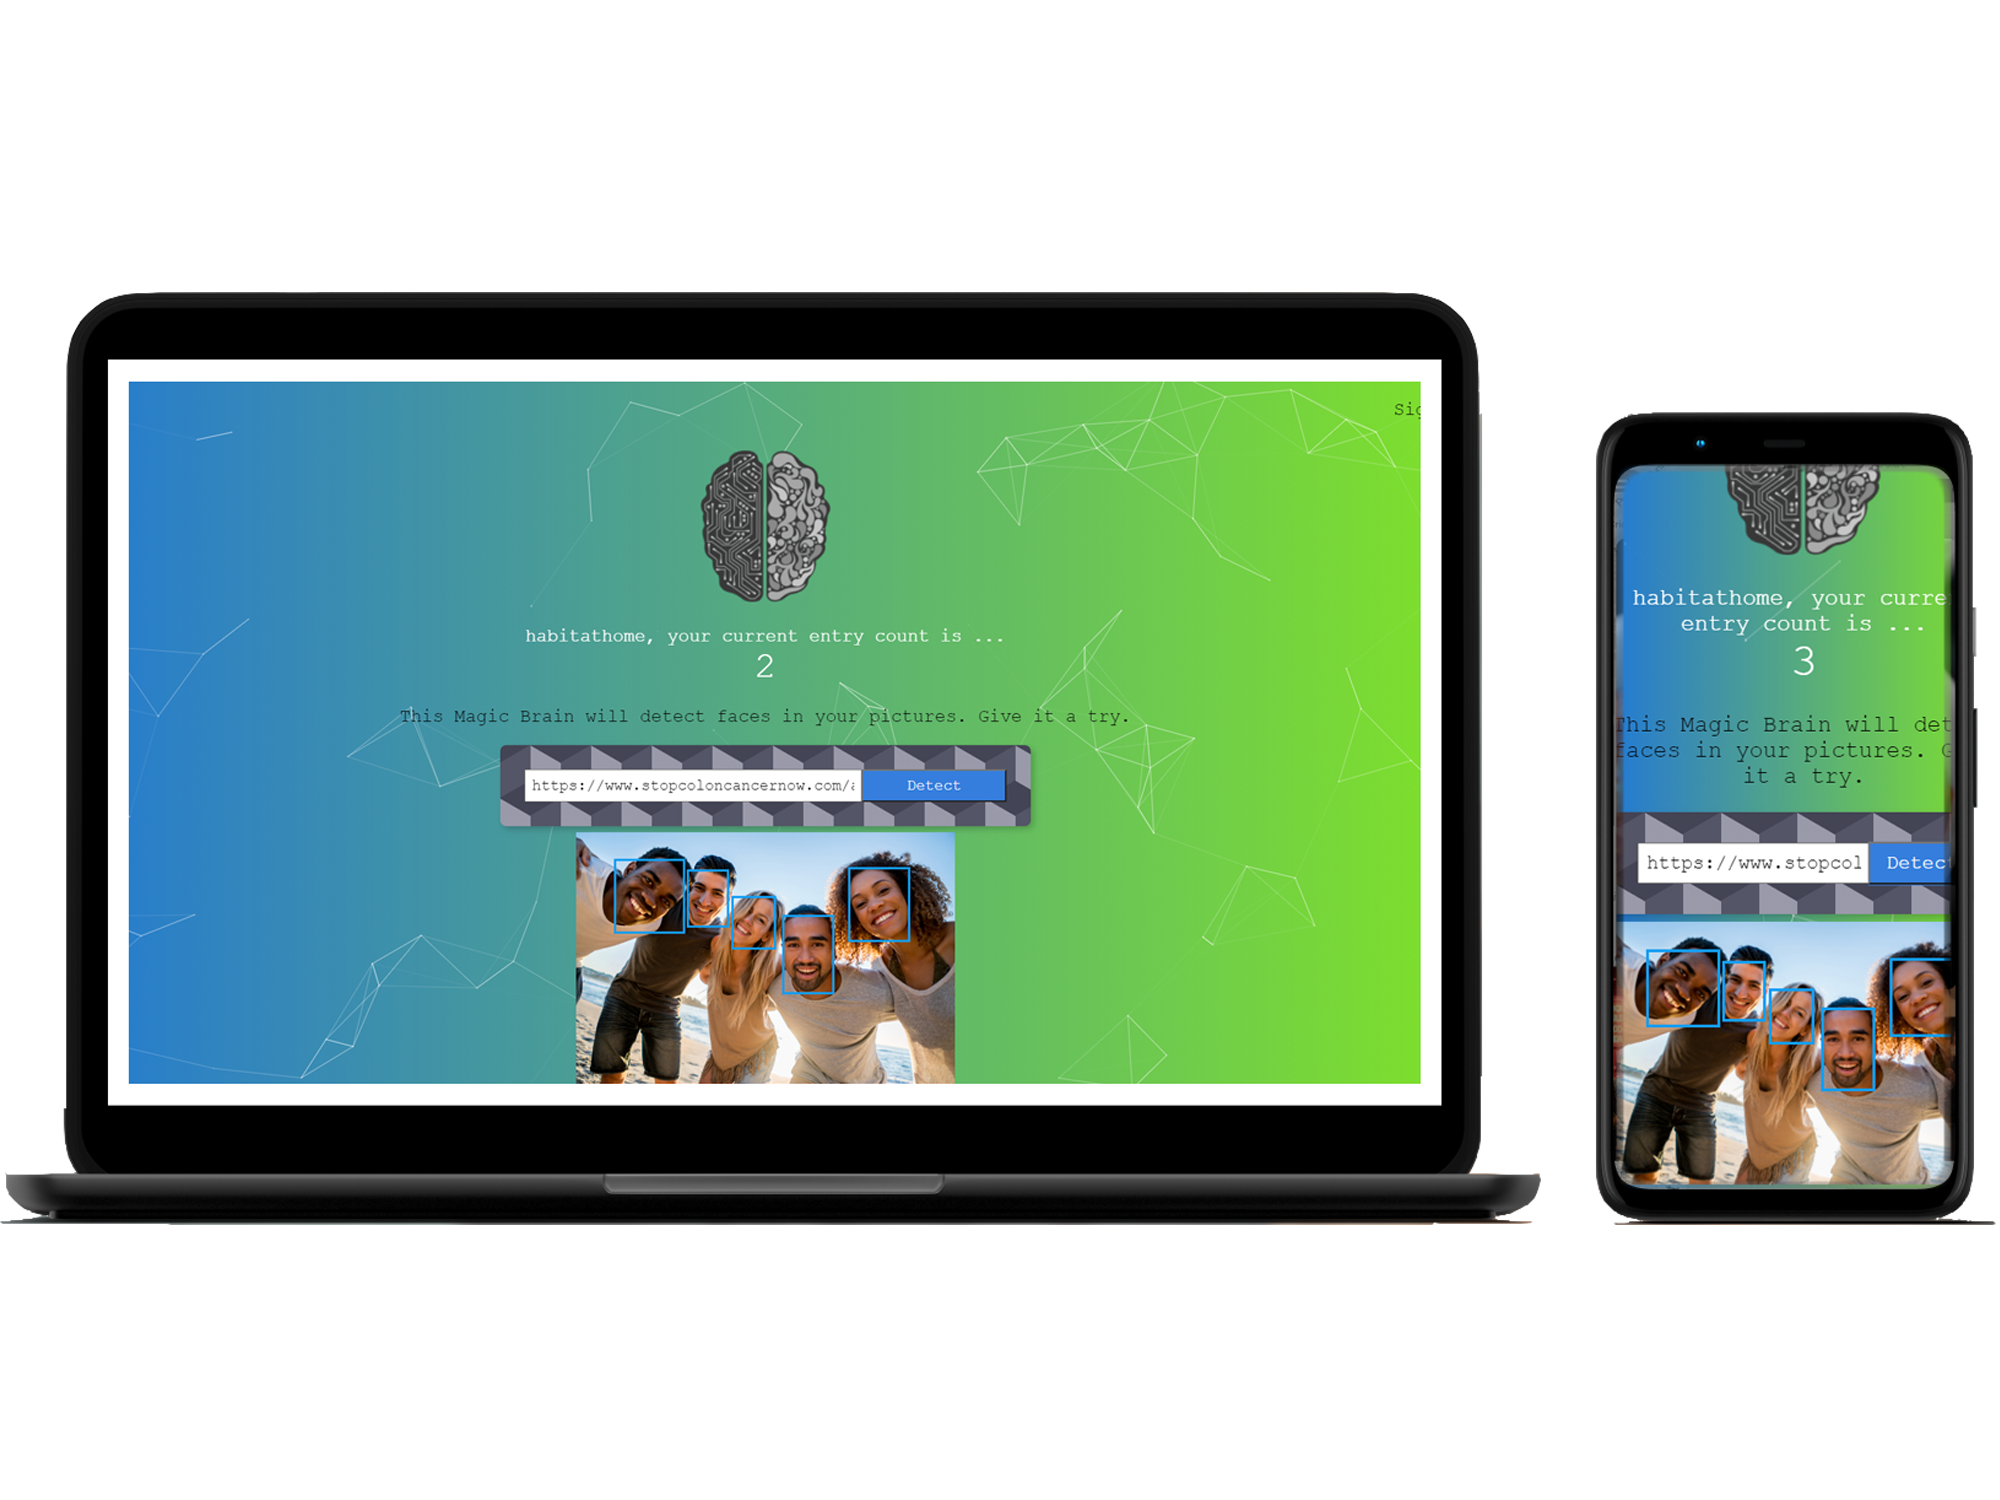 Sig
habitathome, your current entry count is ...
2
This Magic Brain will detect faces in your pictures. Give it a try.
https://www.stopcoloncancernow.com/a
Detect
habitathome, your curre
entry count is ...
3
This Magic Brain will det
faces in your pictures. G
it a try.
https://www.stopcol
Detect